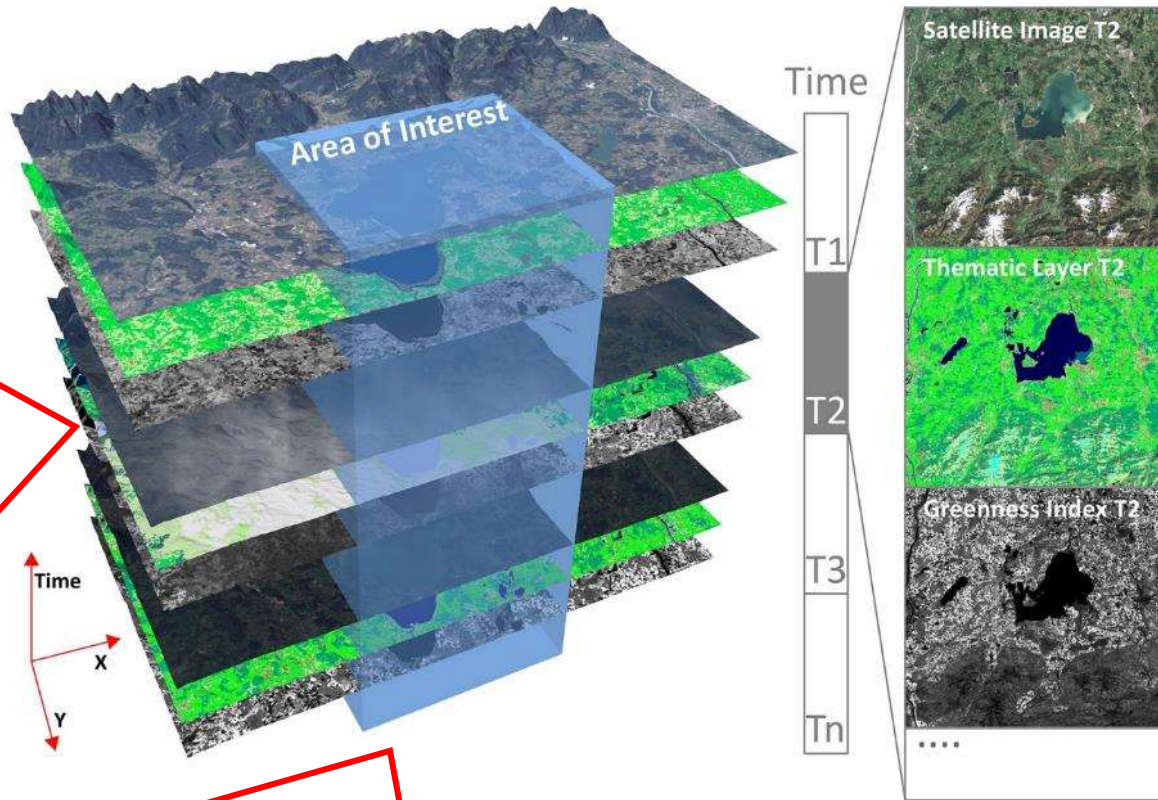 Area of Interest
Time
T1
T2
T3
Tn
Satellite Image T2
Thematic Layer T2
Greenness Index T2
....
Time
X
Y